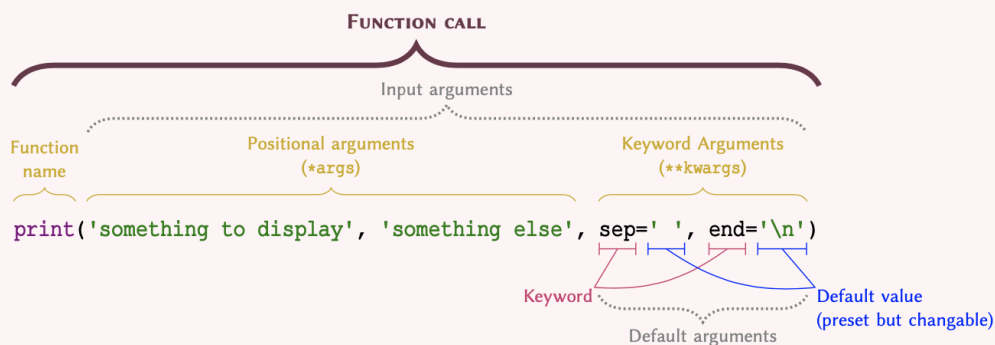 FUNCTION CALL
Input arguments
Function
name
Positional arguments
(*args)
Keyword Arguments
(**kwargs)
print('something to display', 'something else', sep=' ', end='\n')
Keyword
Default value
(preset but changable)
Default arguments